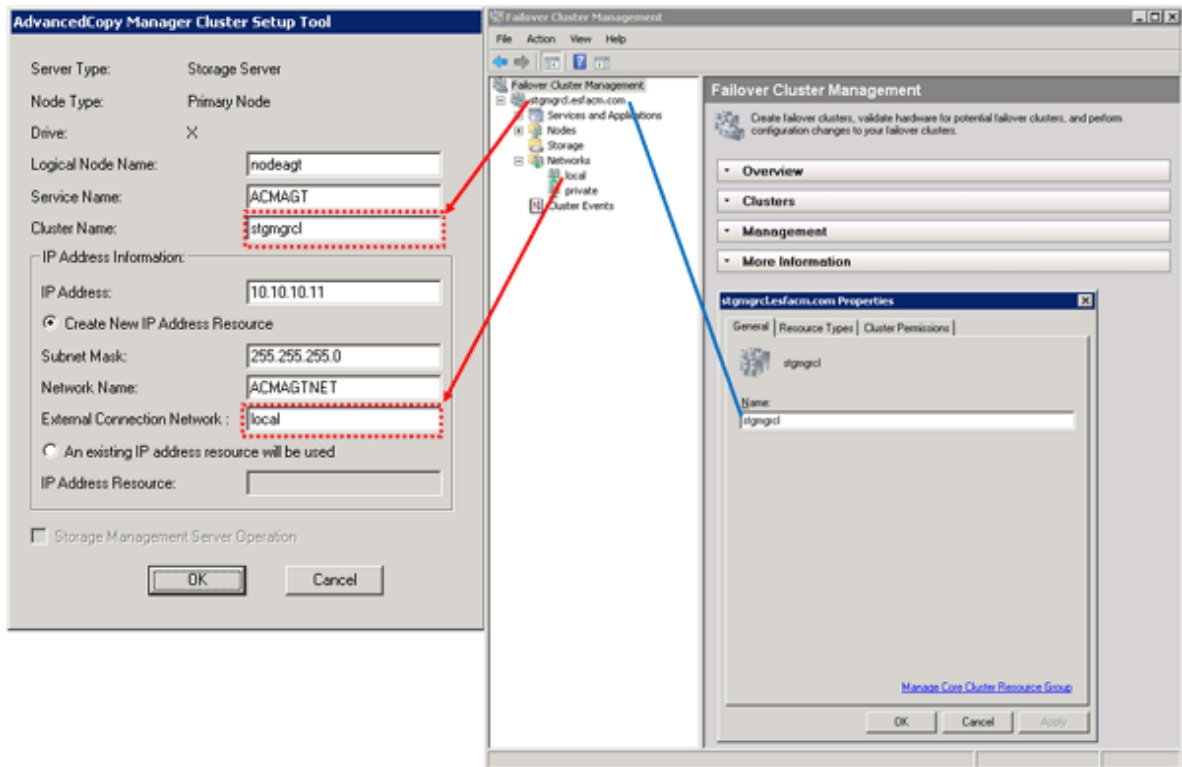 AdvancedCopy Manager Cluster Setup Tool
Server Type: Storage Server
Node Type: Primary Node
Drive: X
Logical Node Name: nodeagt
Service Name: ACMAGT
Cluster Name: stgmgrcl
IP Address Information:
IP Address: 10.10.10.11
Create New IP Address Resource
Subnet Mask: 255.255.255.0
Network Name: ACMAGTNET
External Connection Network : local
An existing IP address resource will be used
IP Address Resource:
Storage Management Server Operation
OK Cancel
Failover Cluster Management
File Action View Help
Failover Cluster Management
stgmgrcl.esfacm.com
Services and Applications
Nodes
Storage
Networks
local
private
Cluster Events
Failover Cluster Management
Create failover clusters, validate hardware for potential failover clusters, and perform
configuration changes to your failover clusters.
Overview
Clusters
Management
More Information
stgmgrcl.esfacm.com Properties
General Resource Types Cluster Permissions
stgmgrcl
Name:
stgmgrcl
Manage Core Cluster Resource Group
OK Cancel Apply